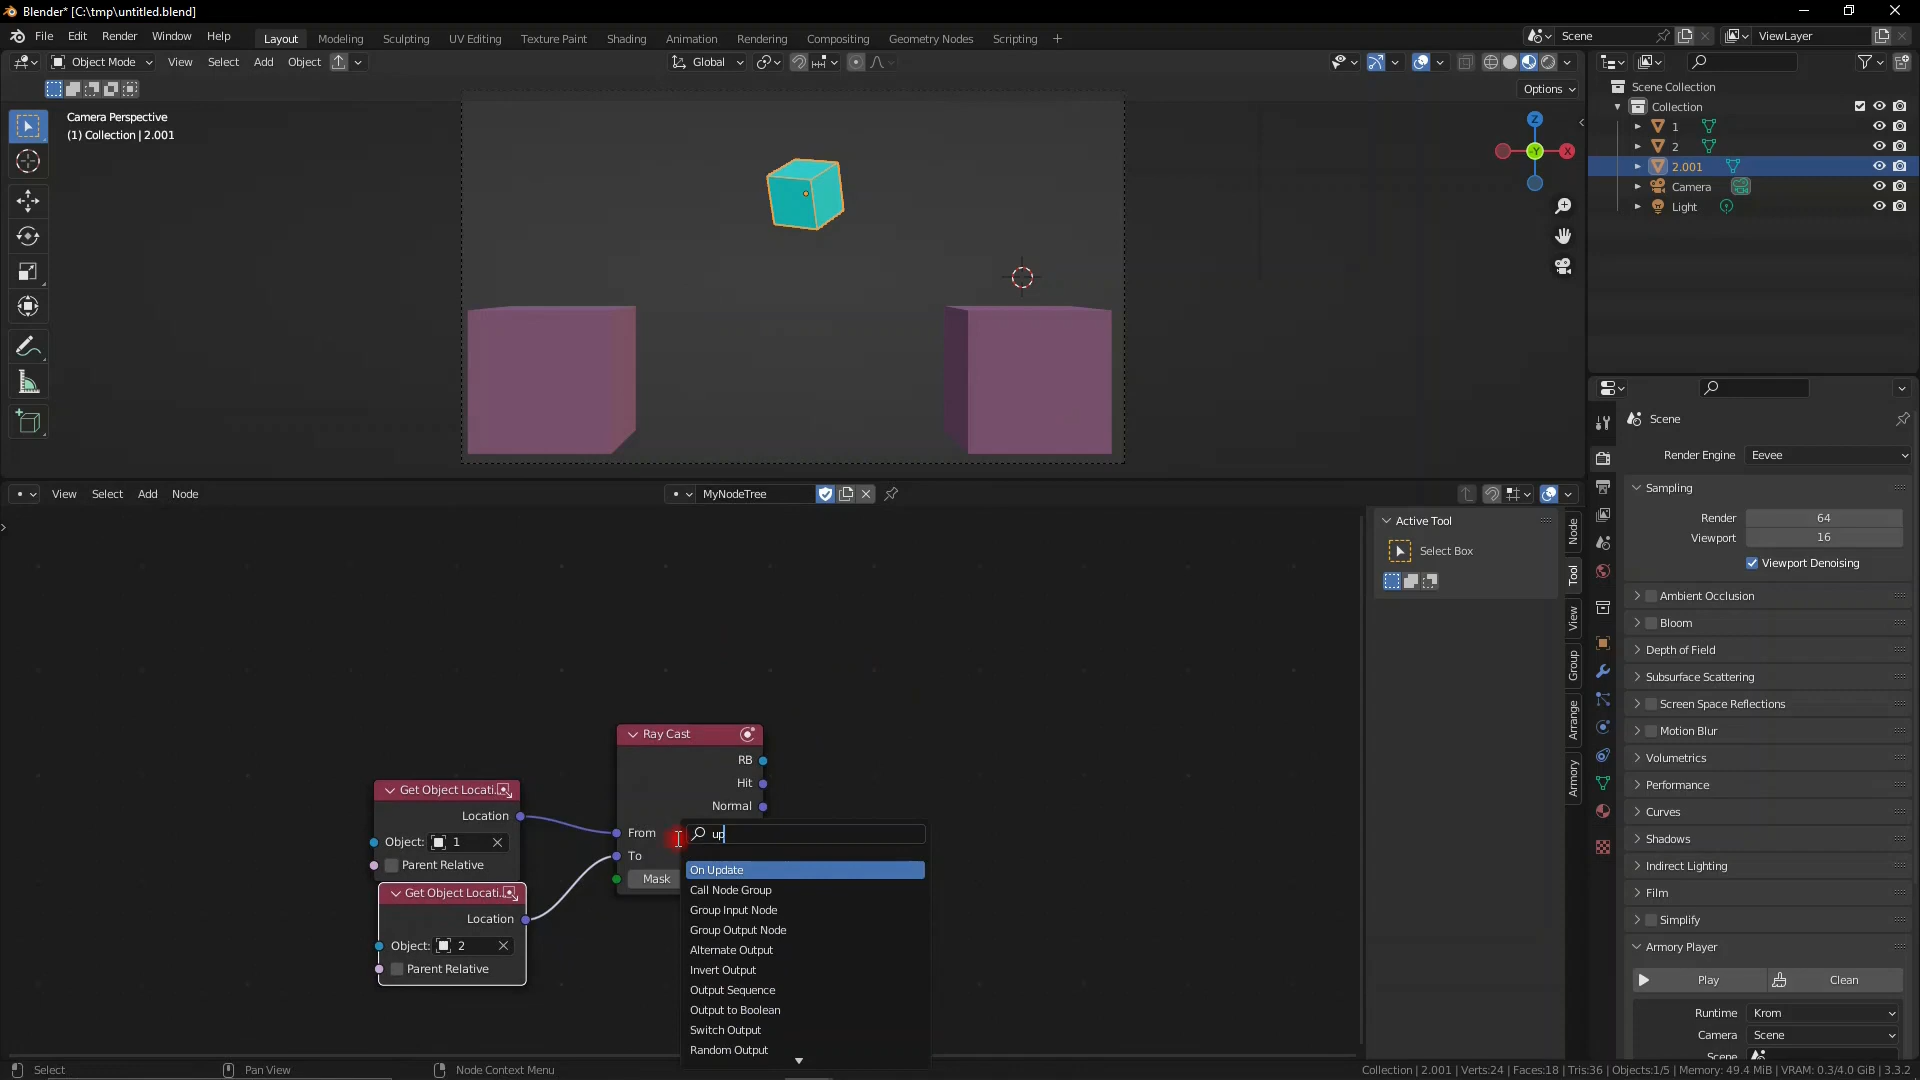 Blender* [C:\tmp\untitled.blend]
File Edit Render Window Help Layout Modeling Sculpting UV Editing Texture Paint Shading Animation Rendering Compositing Geometry Nodes Scripting + Scene ViewLayer
Object Mode View Select Add Object Global
Options
Camera Perspective
(1) Collection | 2.001
Z
-Y
X
Scene Collection
Collection
1
2
2.001
Camera
Light
View Select Add Node MyNodeTree
Active Tool
Select Box
Node
Tool
View
Group
Arrange
Armory
Get Object Locati..
Location
Object: 1
Parent Relative
Get Object Locati..
Location
Object: 2
Parent Relative
Ray Cast
RB
Hit
Normal
From
To
Mask
up
On Update
Call Node Group
Group Input Node
Group Output Node
Alternate Output
Invert Output
Output Sequence
Output to Boolean
Switch Output
Random Output
Scene
Render Engine Eevee
Sampling
Render 64
Viewport 16
Viewport Denoising
Ambient Occlusion
Bloom
Depth of Field
Subsurface Scattering
Screen Space Reflections
Motion Blur
Volumetrics
Performance
Curves
Shadows
Indirect Lighting
Film
Simplify
Armory Player
Play Clean
Runtime Krom
Camera Scene
Scene
Select Pan View Node Context Menu Collection | 2.001 | Verts:24 | Faces:18 | Tris:36 | Objects:1/5 | Memory: 49.4 MiB | VRAM: 0.3/4.0 GiB | 3.3.2